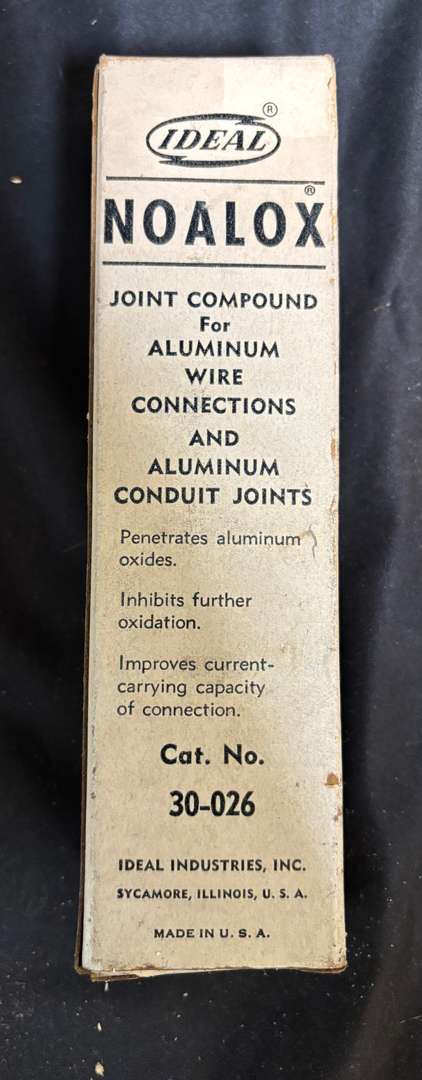 ®
IDEAL
NOALOX®
JOINT COMPOUND
For
ALUMINUM
WIRE
CONNECTIONS
AND
ALUMINUM
CONDUIT JOINTS
Penetrates aluminum
oxides.
Inhibits further
oxidation.
Improves current-
carrying capacity
of connection.
Cat. No.
30-026
IDEAL INDUSTRIES, INC.
SYCAMORE, ILLINOIS, U. S. A.
MADE IN U. S. A.